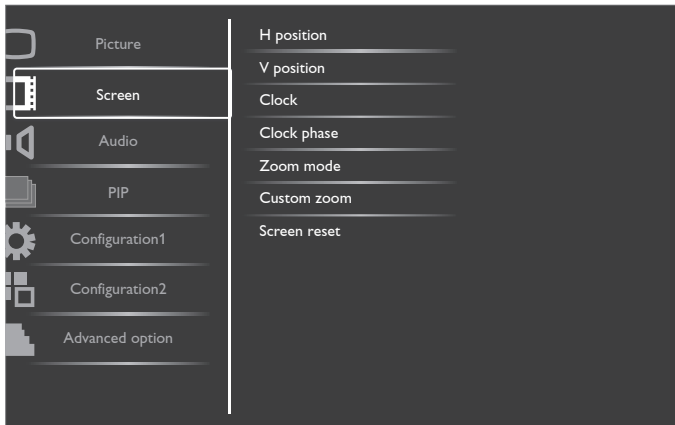 Picture
Screen
Audio
PIP
Configuration1
Configuration2
Advanced option
H position
V position
Clock
Clock phase
Zoom mode
Custom zoom
Screen reset